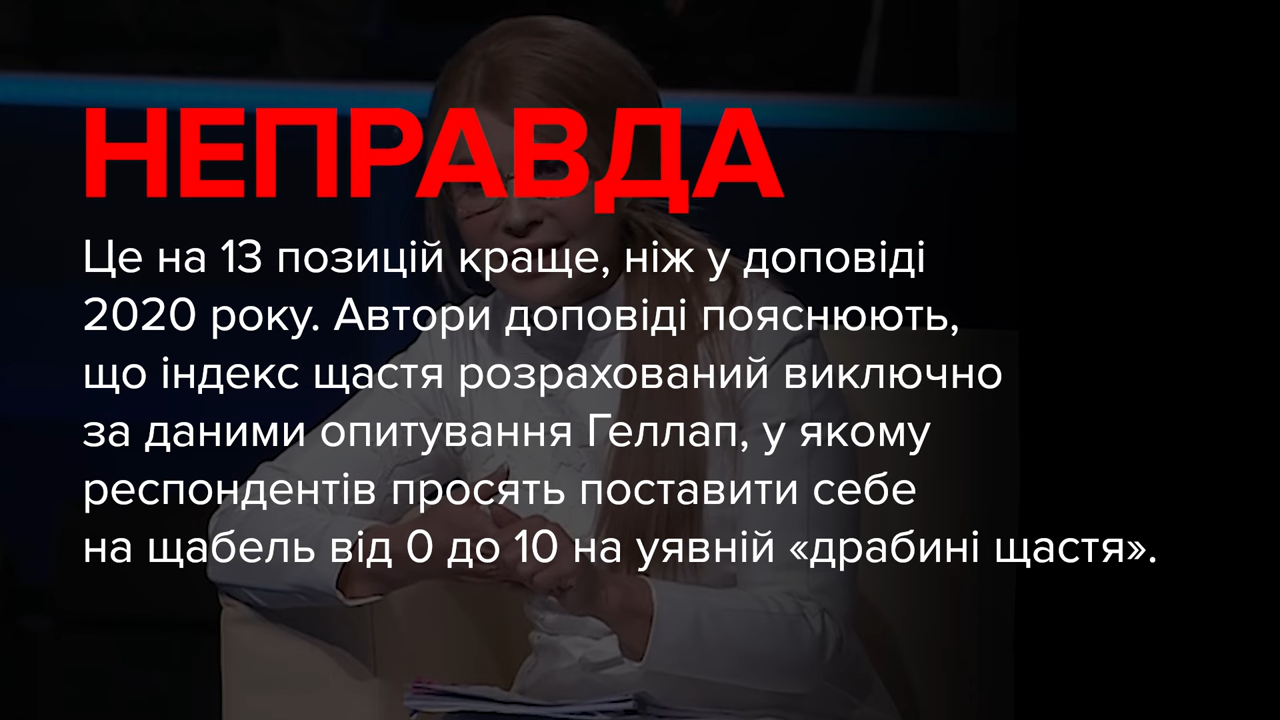 НЕПРАВДА
Це на 13 позицій краще, ніж у доповіді
2020 року. Автори доповіді пояснюють,
що індекс щастя розрахований виключно
за даними опитування Геллап, у якому
респондентів просять поставити себе
на щабель від 0 до 10 на уявній «драбині щастя».